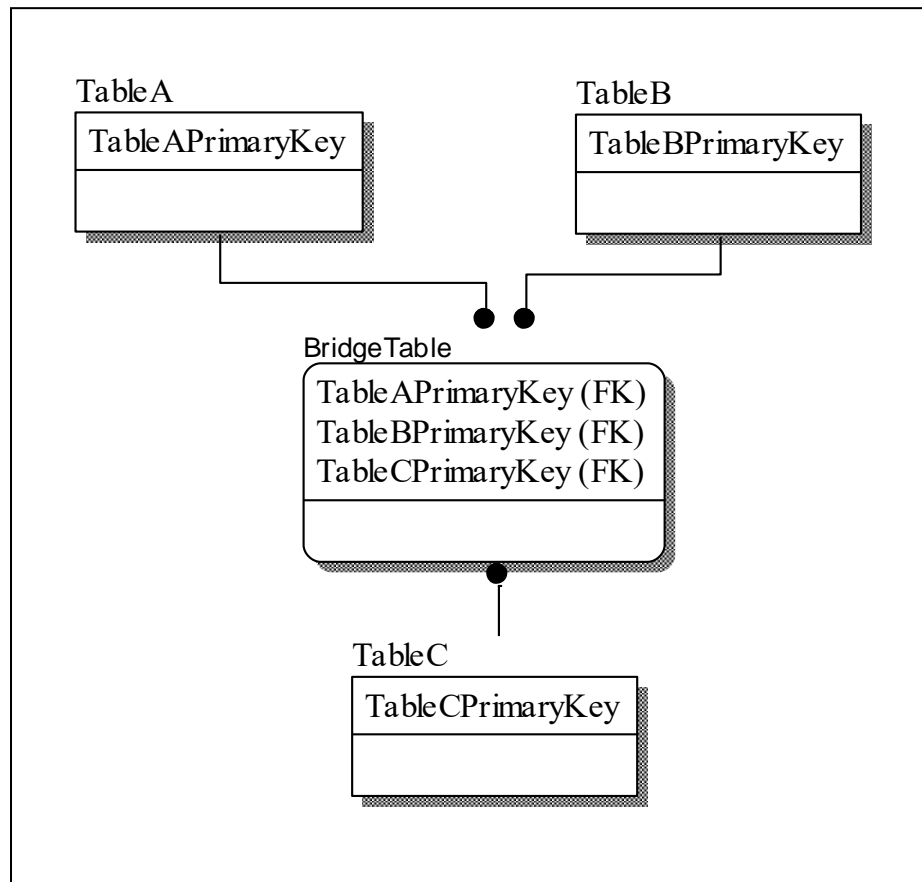 TableA
TableAPrimaryKey
TableB
TableBPrimaryKey
BridgeTable
TableAPrimaryKey (FK)
TableBPrimaryKey (FK)
TableCPrimaryKey (FK)
TableC
TableCPrimaryKey